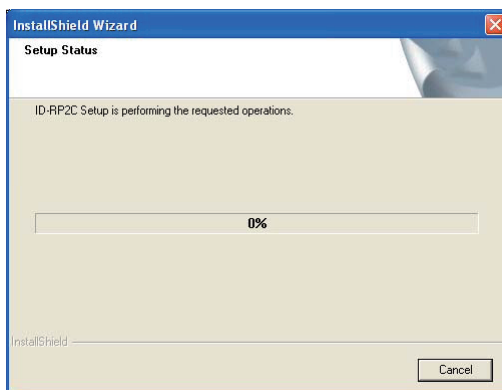 InstallShield Wizard
Setup Status
ID-RP2C Setup is performing the requested operations.
0%
InstallShield
Cancel